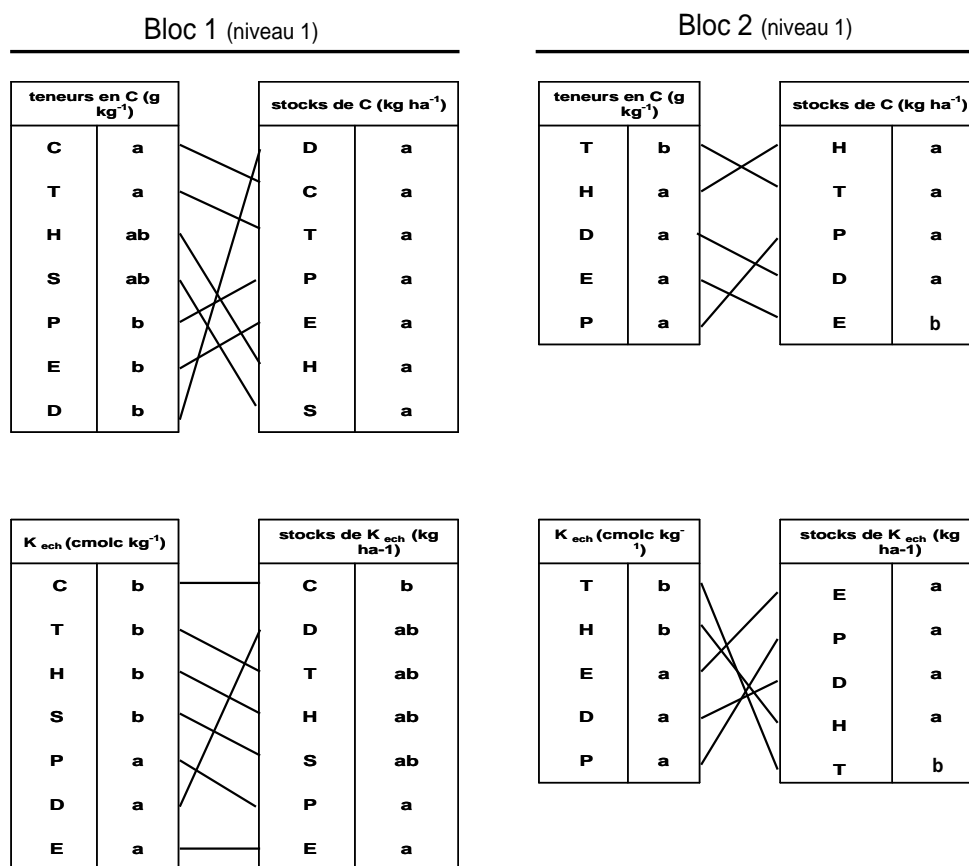 Bloc 1 (niveau 1)
teneurs en C (g
kg-1)
stocks de C (kg ha-1)
C a D a
T a C a
H ab T a
S ab P a
P b E a
E b H a
D b S a
Bloc 2 (niveau 1)
teneurs en C (g
kg-1)
stocks de C (kg ha-1)
T b H a
H a T a
D a P a
E a D a
P a E b
K ech (cmolc kg-1)
stocks de K ech (kg
ha-1)
C b C b
T b D ab
H b T ab
S b H ab
P a S ab
D a P a
E a E a
K ech (cmolc kg-
1)
stocks de K ech (kg
ha-1)
T b E a
H b P a
E a D a
D a H a
P a T b